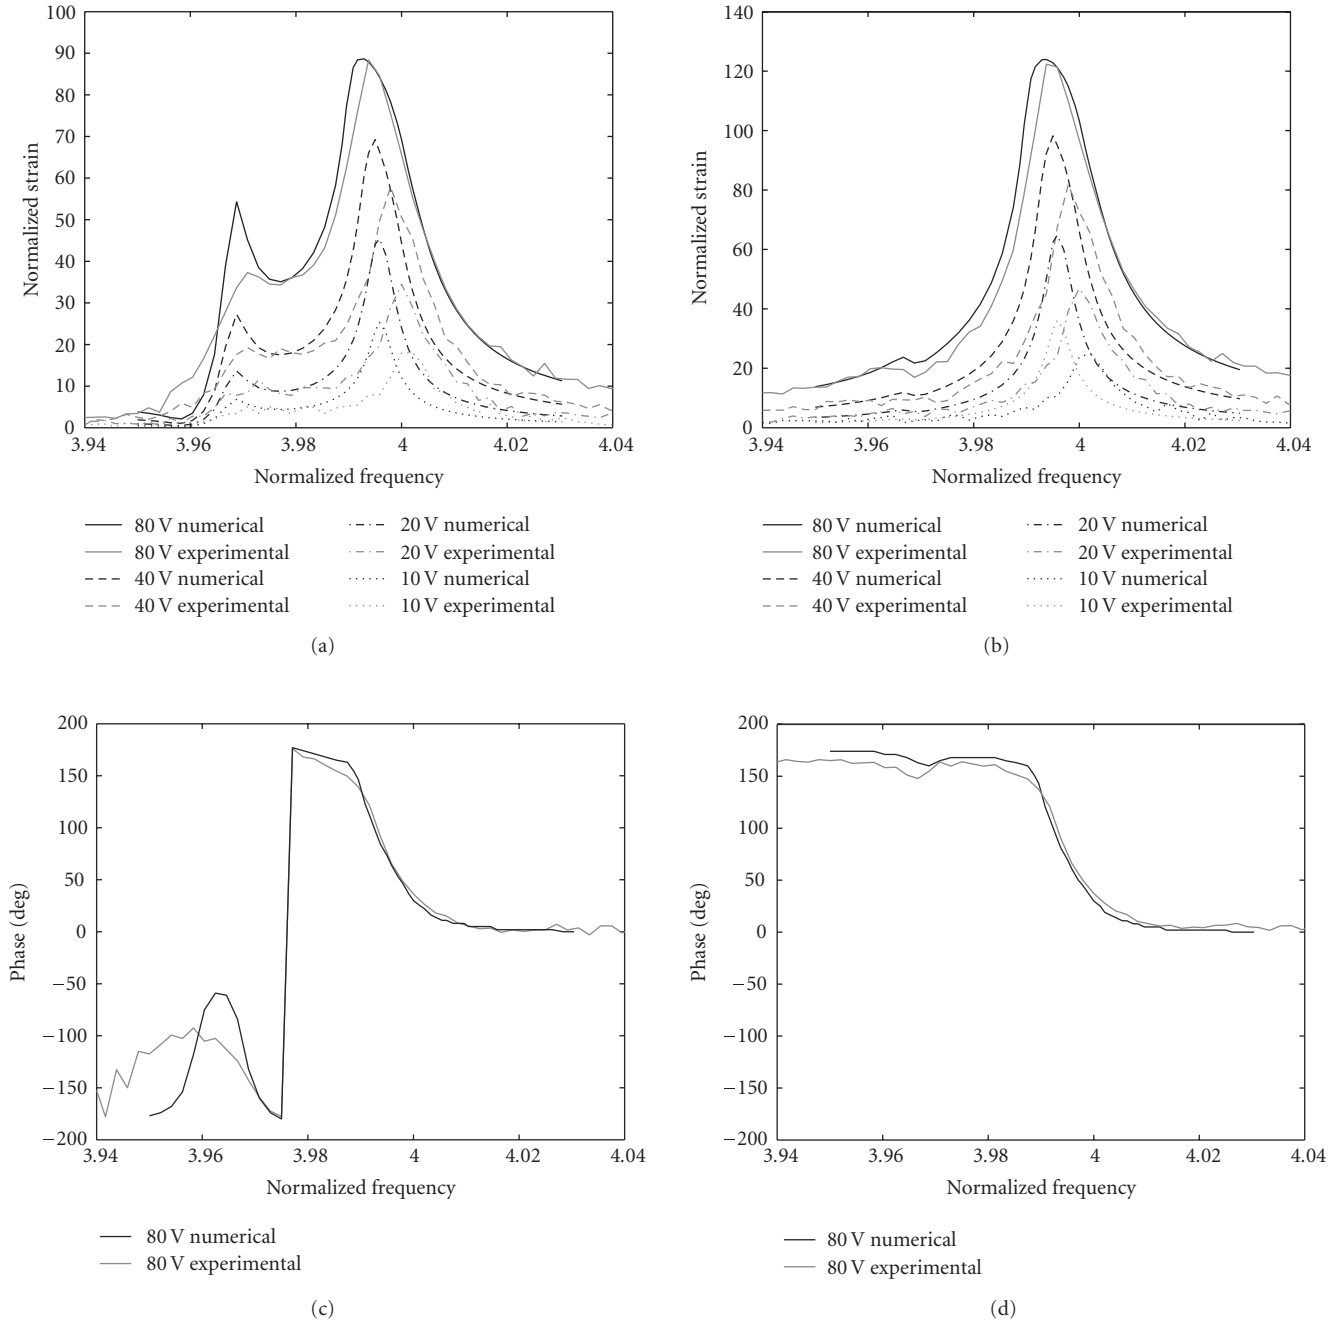 100
90
80
70
60
50
40
30
20
10
0
Normalized strain
3.94 3.96 3.98 4 4.02 4.04
Normalized frequency
80 V numerical
80 V experimental
40 V numerical
40 V experimental
20 V numerical
20 V experimental
10 V numerical
10 V experimental
(a)
140
120
100
80
60
40
20
0
Normalized strain
3.94 3.96 3.98 4 4.02 4.04
Normalized frequency
80 V numerical
80 V experimental
40 V numerical
40 V experimental
20 V numerical
20 V experimental
10 V numerical
10 V experimental
(b)
200
150
100
50
0
−50
−100
−150
−200
Phase (deg)
3.94 3.96 3.98 4 4.02 4.04
Normalized frequency
80 V numerical
80 V experimental
(c)
200
150
100
50
0
−50
−100
−150
−200
Phase (deg)
3.94 3.96 3.98 4 4.02 4.04
Normalized frequency
80 V numerical
80 V experimental
(d)